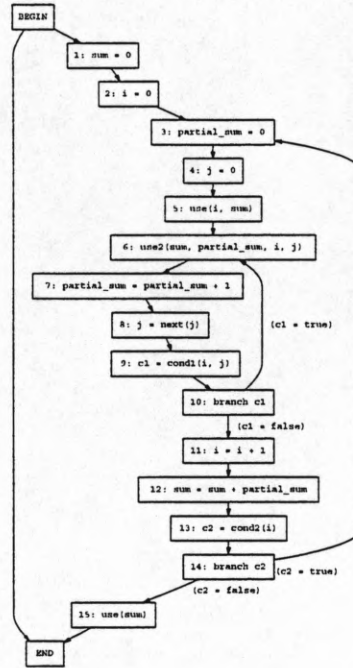 BEGIN
1: sum = 0
2: i = 0
3: partial_sum = 0
4: j = 0
5: use(i, sum)
6: use2(sum, partial_sum, i, j)
7: partial_sum = partial_sum + 1
8: j = next(j)
(c1 = true)
9: c1 = cond1(i, j)
10: branch c1
(c1 = false)
11: i = i + 1
12: sum = sum + partial_sum
13: c2 = cond2(i)
14: branch c2
(c2 = true)
(c2 = false)
15: use(sum)
END